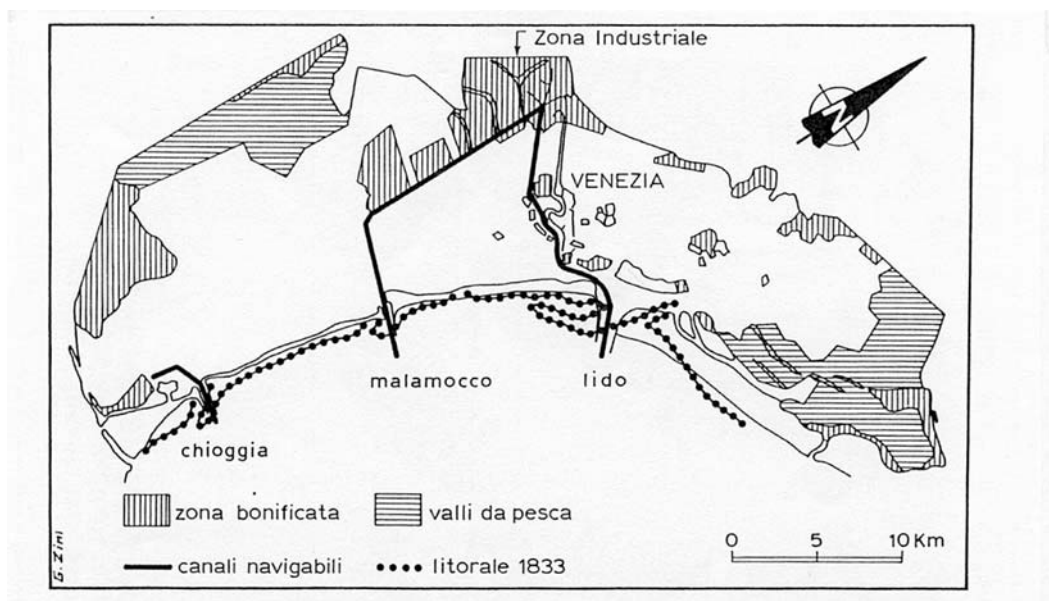 Zona Industriale
N
VENEZIA
malamocco
lido
chioggia
zona bonificata
valli da pesca
canali navigabili
litorale 1833
0 5 10 Km
G. Zini